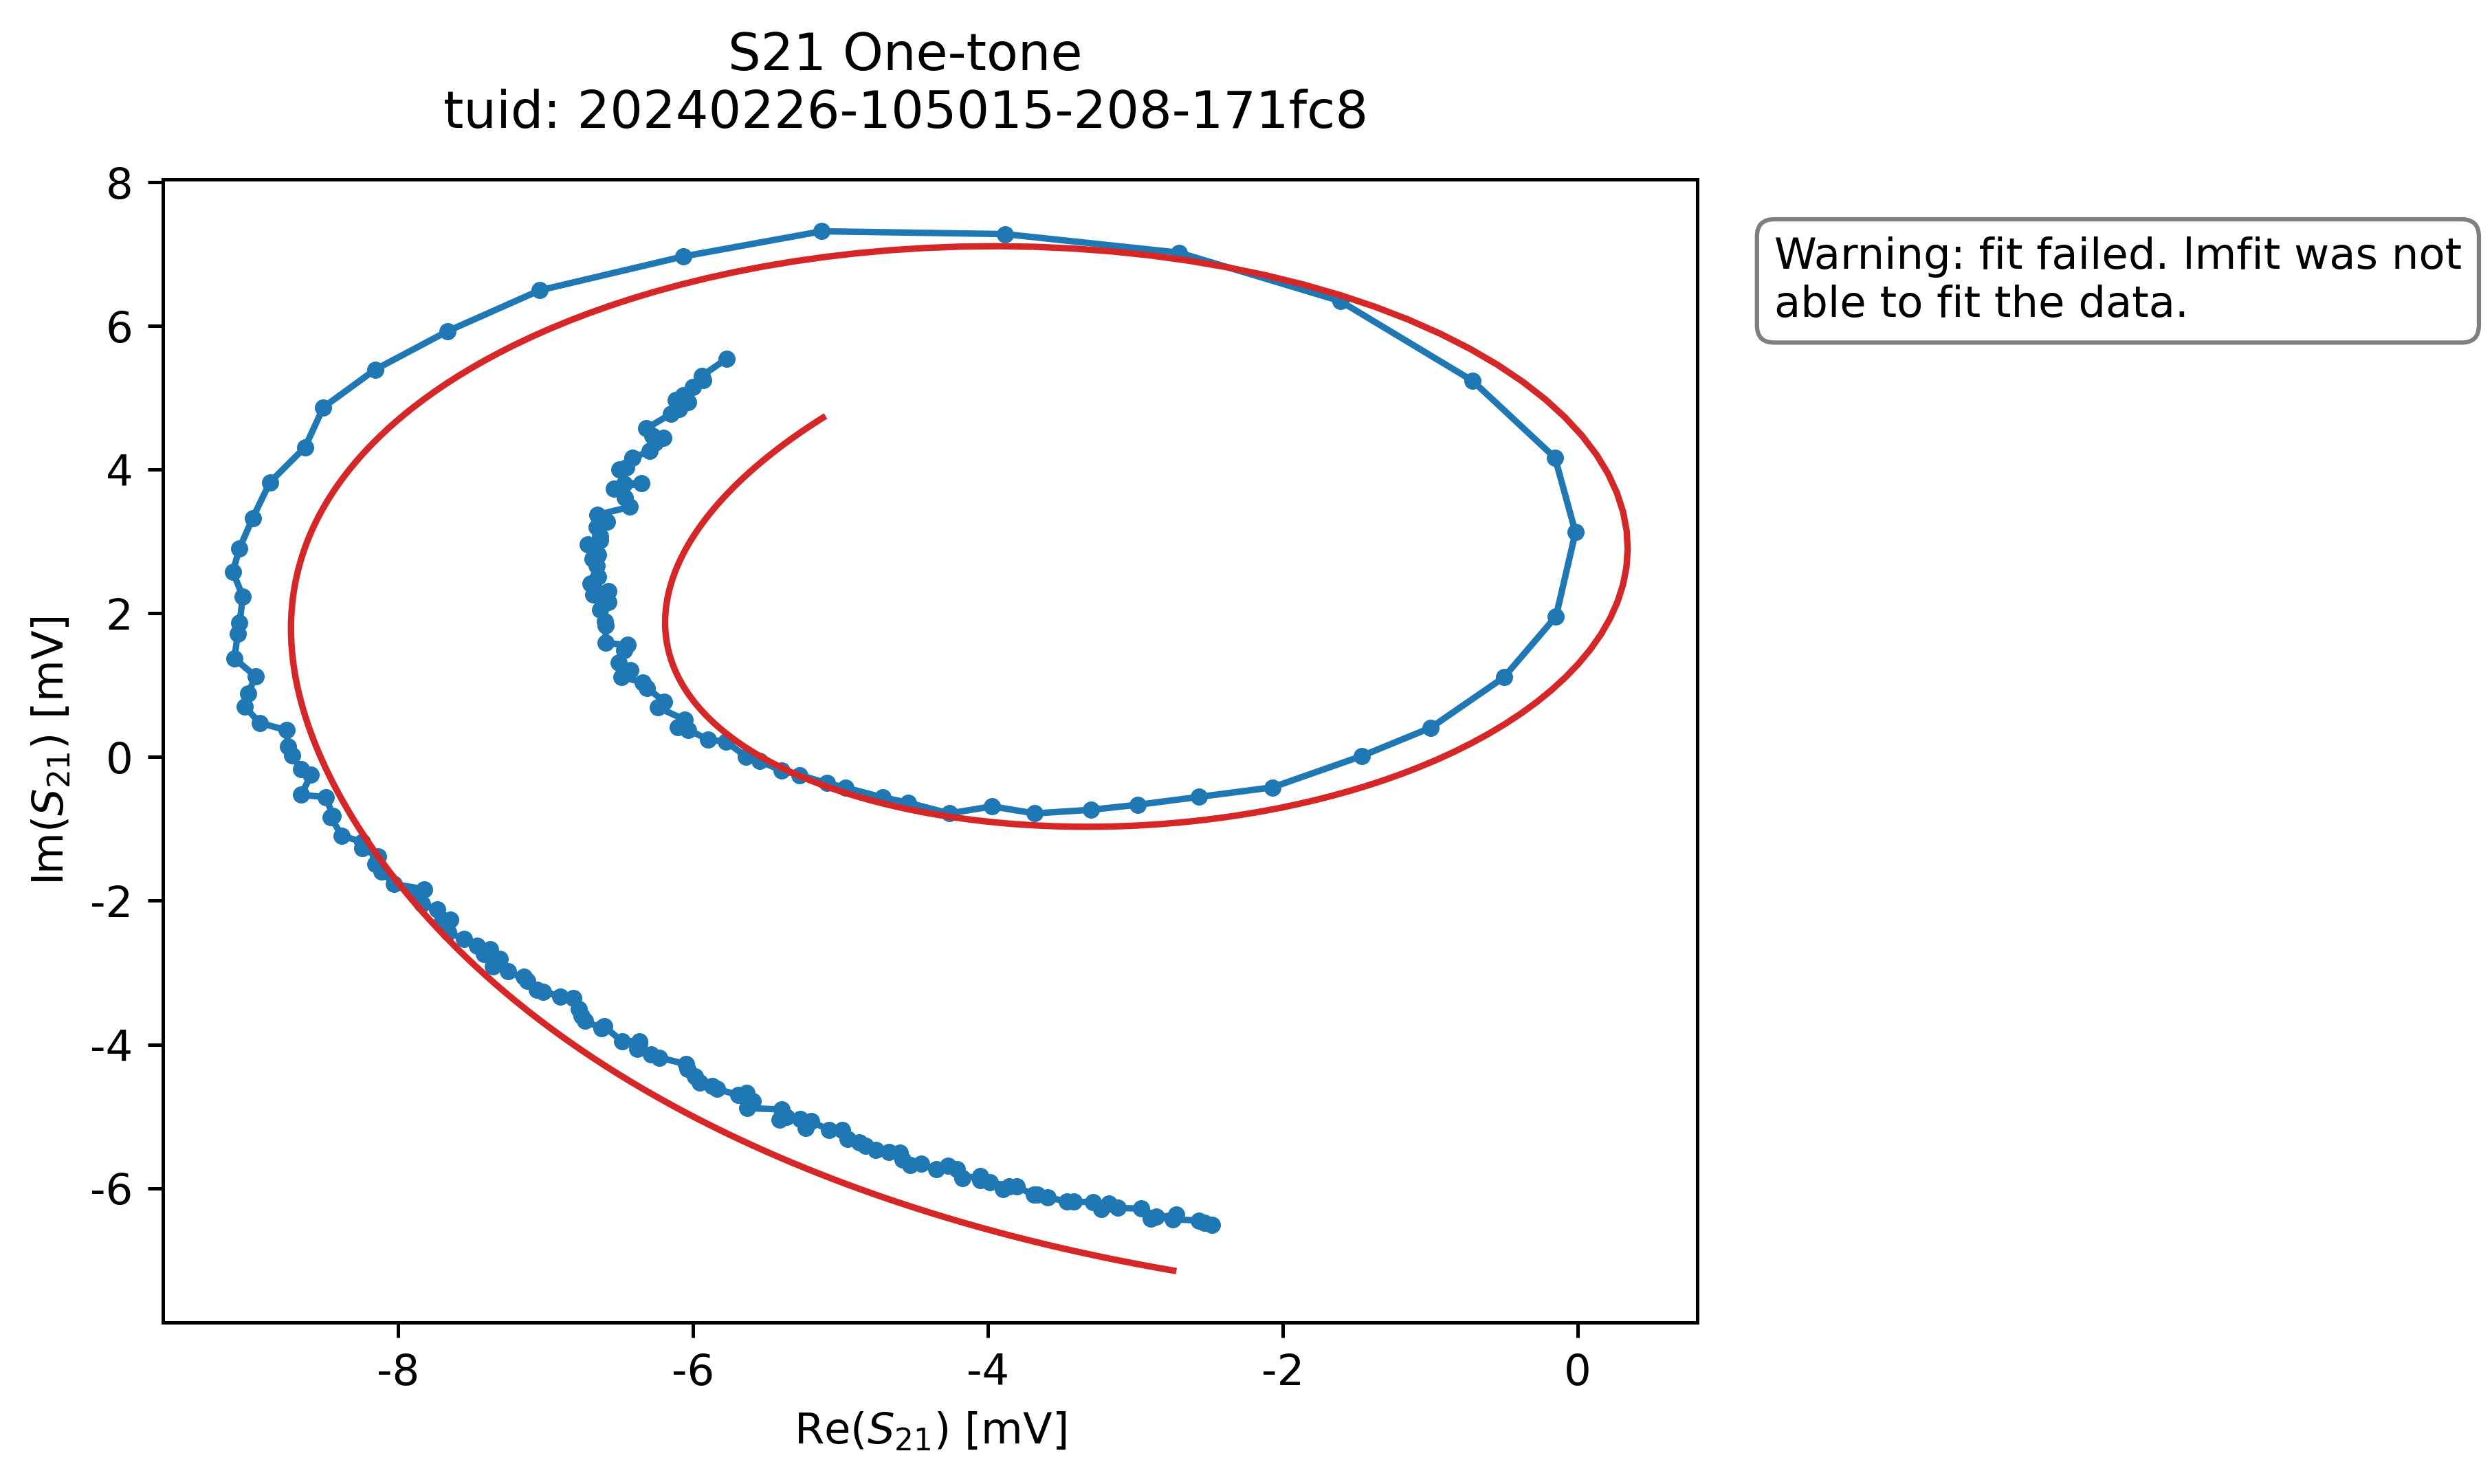 S21 One-tone
tuid: 20240226-105015-208-171fc8
Warning: fit failed. lmfit was not
able to fit the data.
8
6
4
2
0
-2
-4
-6
Im(S21) [mV]
-8 -6 -4 -2 0
Re(S21) [mV]